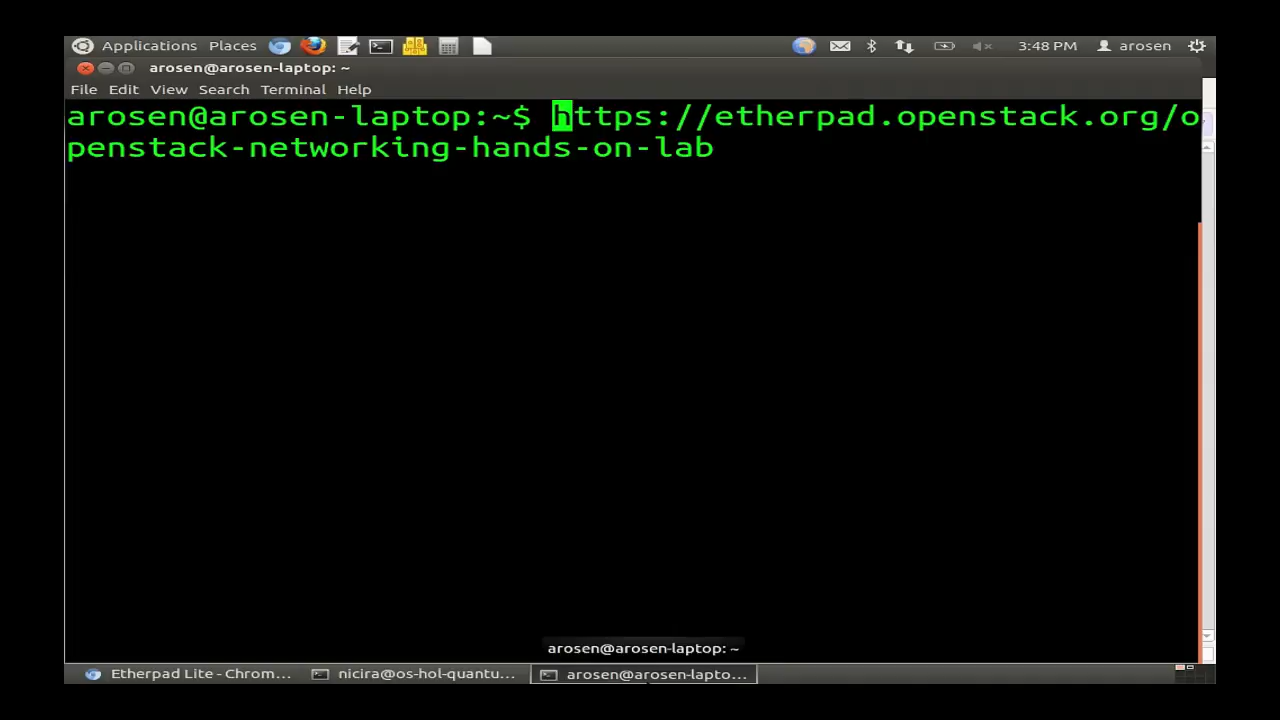 Applications Places 3:48 PM arosen
arosen@arosen-laptop: ~
File Edit View Search Terminal Help
arosen@arosen-laptop:~$ https://etherpad.openstack.org/o
penstack-networking-hands-on-lab
arosen@arosen-laptop: ~
Etherpad Lite - Chrom... nicira@os-hol-quantu... arosen@arosen-lapto...